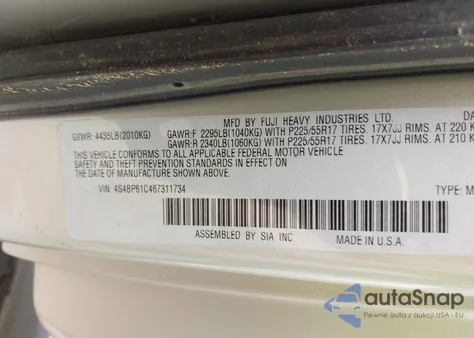 MFD BY FUJI HEAVY INDUSTRIES LTD. DA
GVWR: 4435LB(2010KG) GAWR:F 2295LB(1040KG) WITH P225/55R17 TIRES. 17X7JJ RIMS. AT 220 K
GAWR:R 2340LB(1060KG) WITH P225/55R17 TIRES. 17X7JJ RIMS. AT 210 K
THIS VEHICLE CONFORMS TO ALL APPLICABLE FEDERAL MOTOR VEHICLE
SAFETY AND THEFT PREVENTION STANDARDS IN EFFECT ON
THE DATE OF MANUFACTURE SHOWN ABOVE.
VIN: 4S4BP61C467311734 TYPE: M
ASSEMBLED BY SIA INC. MADE IN U.S.A.
autoSnap
Pewne auta z aukcji USA i EU